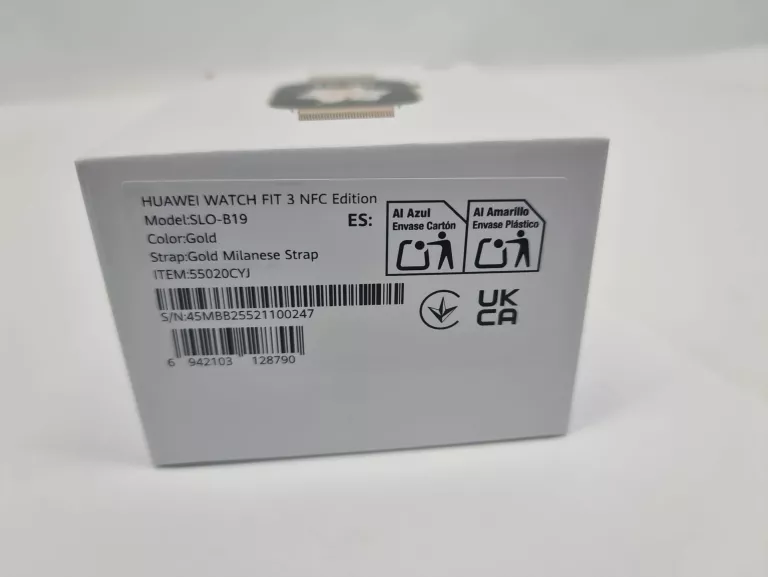 HUAWEI WATCH FIT 3 NFC Edition
Model:SLO-B19
Color:Gold
Strap:Gold Milanese Strap
ITEM:55020CYJ
S/N:45MBB25521100247
6 942103 128790
ES:
Al Azul
Envase Cartón
Al Amarillo
Envase Plástico
UK
CA